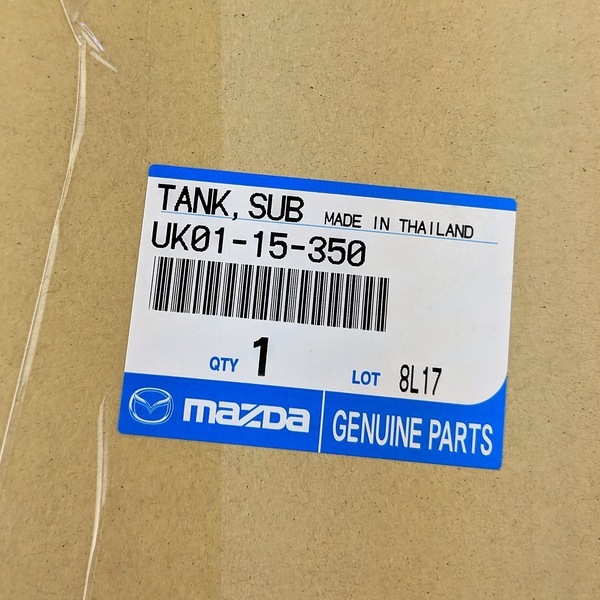 TANK, SUB MADE IN THAILAND
UK01-15-350
QTY 1 LOT 8L17
mazda GENUINE PARTS